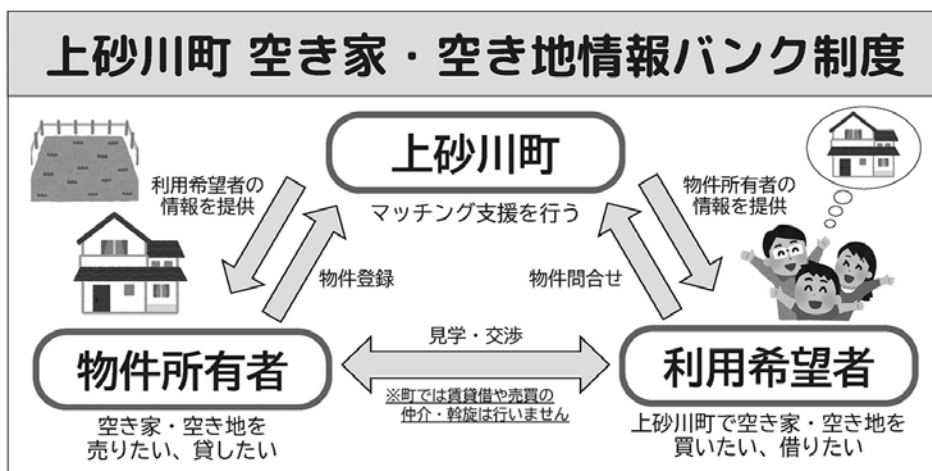 上砂川町 空き家・空き地情報バンク制度
上砂川町
マッチング支援を行う
利用希望者の
情報を提供
物件登録
物件所有者の
情報を提供
物件問合せ
物件所有者
空き家・空き地を
売りたい、貸したい
見学・交渉
※町では賃貸借や売買の
仲介・斡旋は行いません
利用希望者
上砂川町で空き家・空き地を
買いたい、借りたい